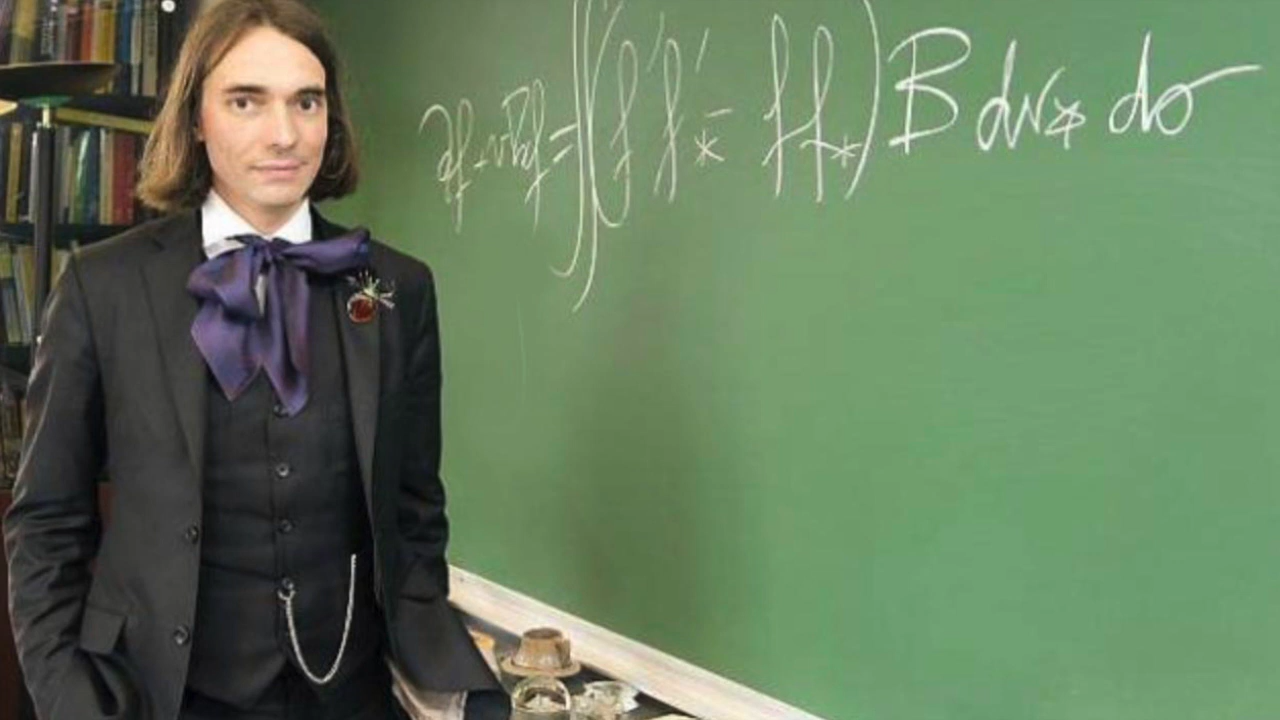 ∂f + v·∇f = ∫∫(f'f'* - ff*) B dv* dσ